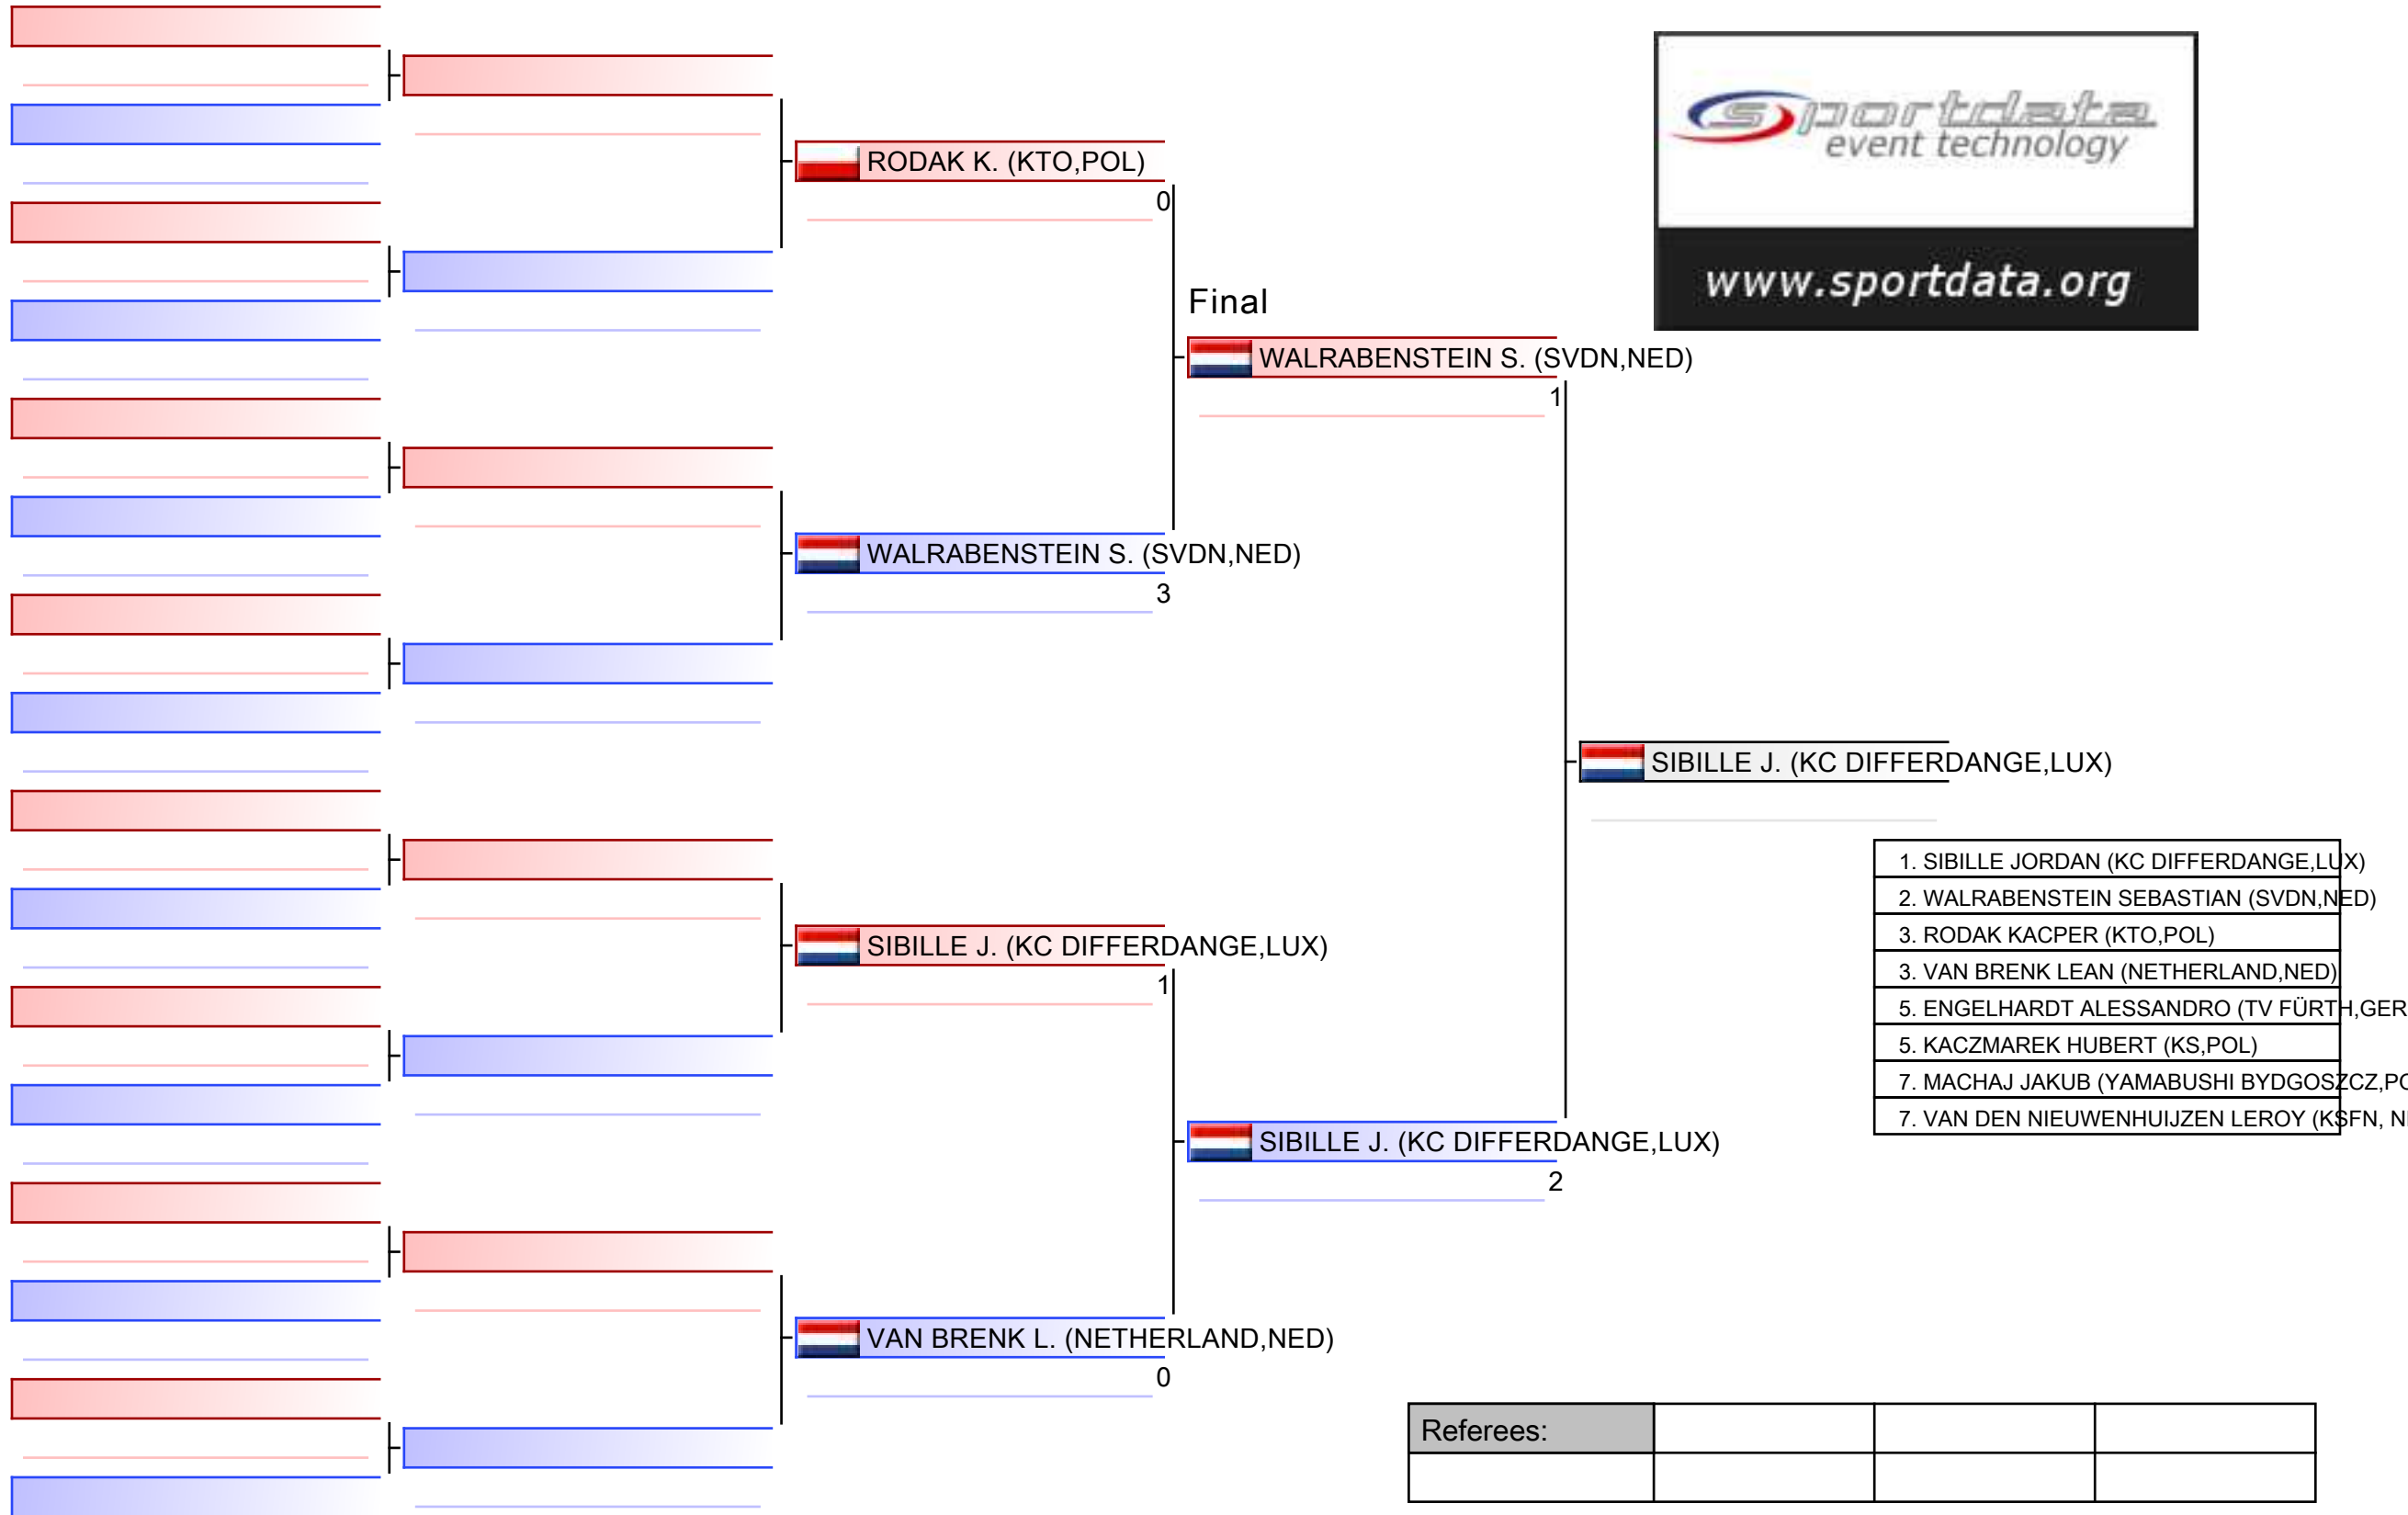 sportdata
event technology
www.sportdata.org
RODAK K. (KTO,POL)
0
Final
WALRABENSTEIN S. (SVDN,NED)
1
WALRABENSTEIN S. (SVDN,NED)
3
SIBILLE J. (KC DIFFERDANGE,LUX)
1. SIBILLE JORDAN (KC DIFFERDANGE,LUX)
2. WALRABENSTEIN SEBASTIAN (SVDN,NED)
3. RODAK KACPER (KTO,POL)
3. VAN BRENK LEAN (NETHERLAND,NED)
5. ENGELHARDT ALESSANDRO (TV FÜRTH,GER
5. KACZMAREK HUBERT (KS,POL)
7. MACHAJ JAKUB (YAMABUSHI BYDGOSZCZ,PO
7. VAN DEN NIEUWENHUIJZEN LEROY (KSFN, N
SIBILLE J. (KC DIFFERDANGE,LUX)
1
SIBILLE J. (KC DIFFERDANGE,LUX)
2
VAN BRENK L. (NETHERLAND,NED)
0
Referees: